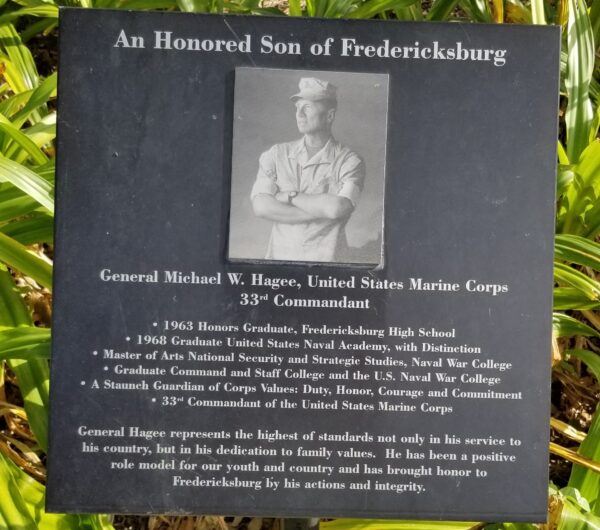 An Honored Son of Fredericksburg
General Michael W. Hagee, United States Marine Corps
33rd Commandant
• 1963 Honors Graduate, Fredericksburg High School
• 1968 Graduate United States Naval Academy, with Distinction
• Master of Arts National Security and Strategic Studies, Naval War College
• Graduate Command and Staff College and the U.S. Naval War College
• A Staunch Guardian of Corps Values: Duty, Honor, Courage and Commitment
• 33rd Commandant of the United States Marine Corps
General Hagee represents the highest of standards not only in his service to
his country, but in his dedication to family values. He has been a positive
role model for our youth and country and has brought honor to
Fredericksburg by his actions and integrity.